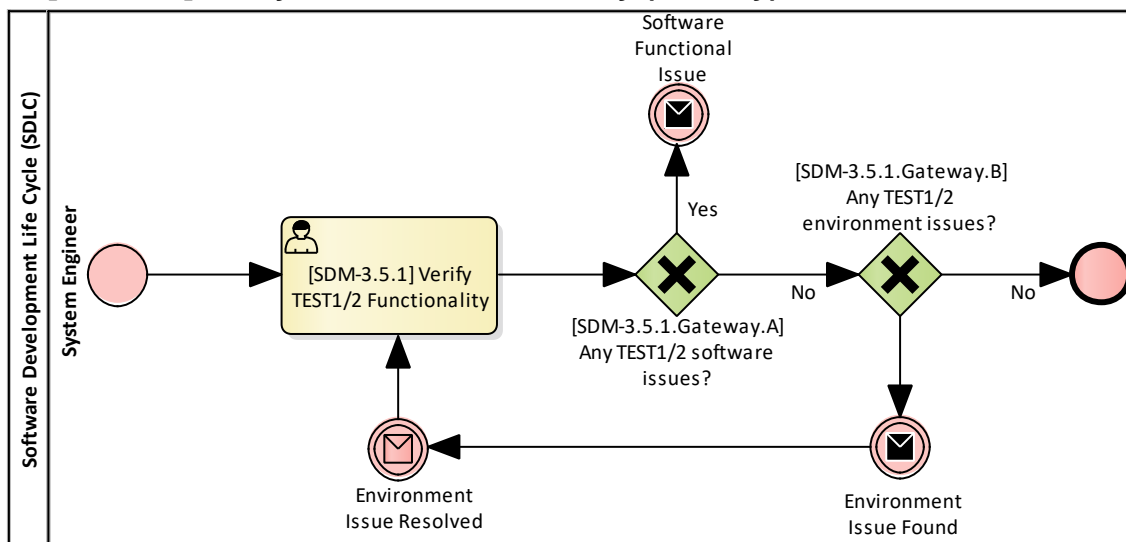 Software Development Life Cycle (SDLC)
System Engineer
Software
Functional
Issue
[SDM-3.5.1.Gateway.B]
Any TEST1/2
environment issues?
Yes
[SDM-3.5.1] Verify
TEST1/2 Functionality
No
No
[SDM-3.5.1.Gateway.A]
Any TEST1/2 software
issues?
Environment
Issue Resolved
Environment
Issue Found